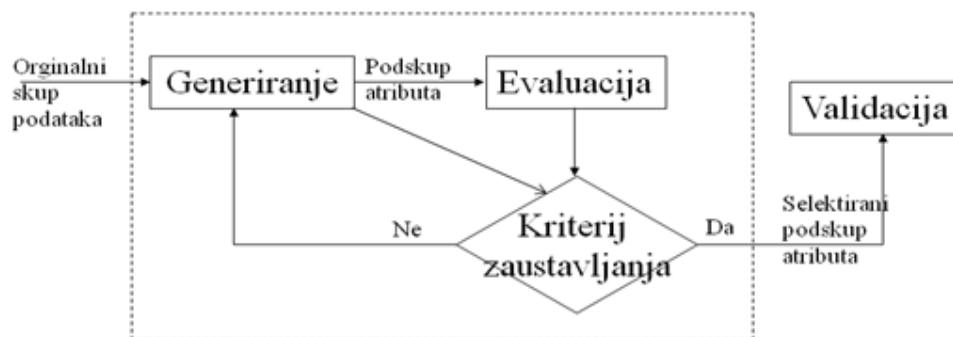 Orginalni
skup
podataka
Generiranje
Podskup
atributa
Evaluacija
Validacija
Ne
Kriterij
zaustavljanja
Da
Selektirani
podskup
atributa